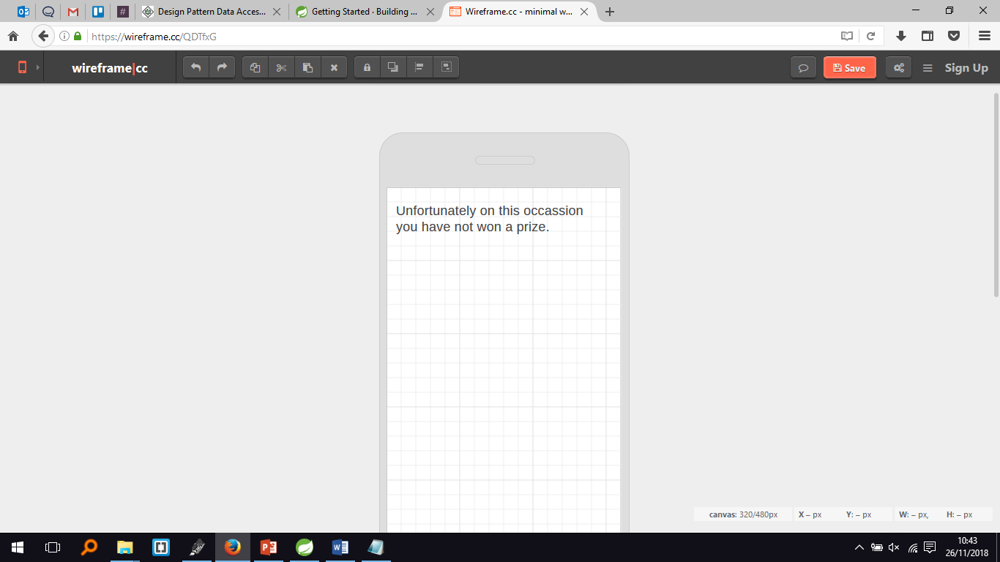 Design Pattern Data Acces...
Getting Started · Building ...
Wireframe.cc - minimal w...
https://wireframe.cc/QDTfxG
wireframe|cc
Save
Sign Up
Unfortunately on this occassion
you have not won a prize.
canvas: 320/480px X – px Y: – px W: – px, H: – px
10:43
26/11/2018